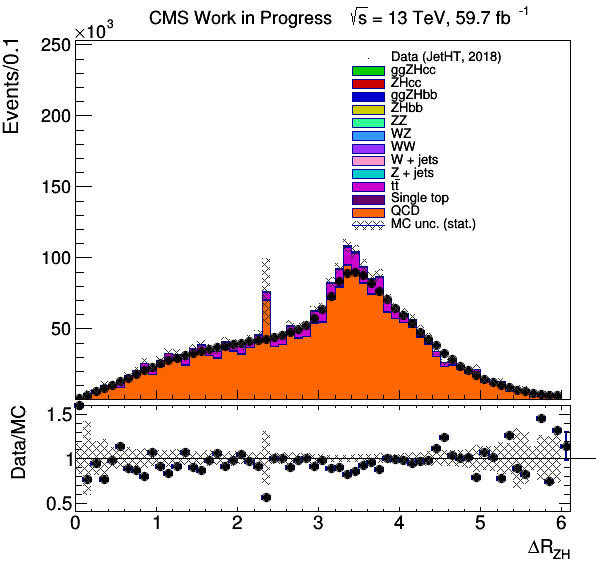 CMS Work in Progress √s = 13 TeV, 59.7 fb⁻¹
×10³
Events/0.1
250
200
150
100
50
Data (JetHT, 2018)
ggZHcc
ZHcc
ggZHbb
ZHbb
ZZ
WZ
WW
W + jets
Z + jets
tt̄
Single top
QCD
MC unc. (stat.)
Data/MC
1.5
1
0.5
0 1 2 3 4 5 6
ΔR_ZH